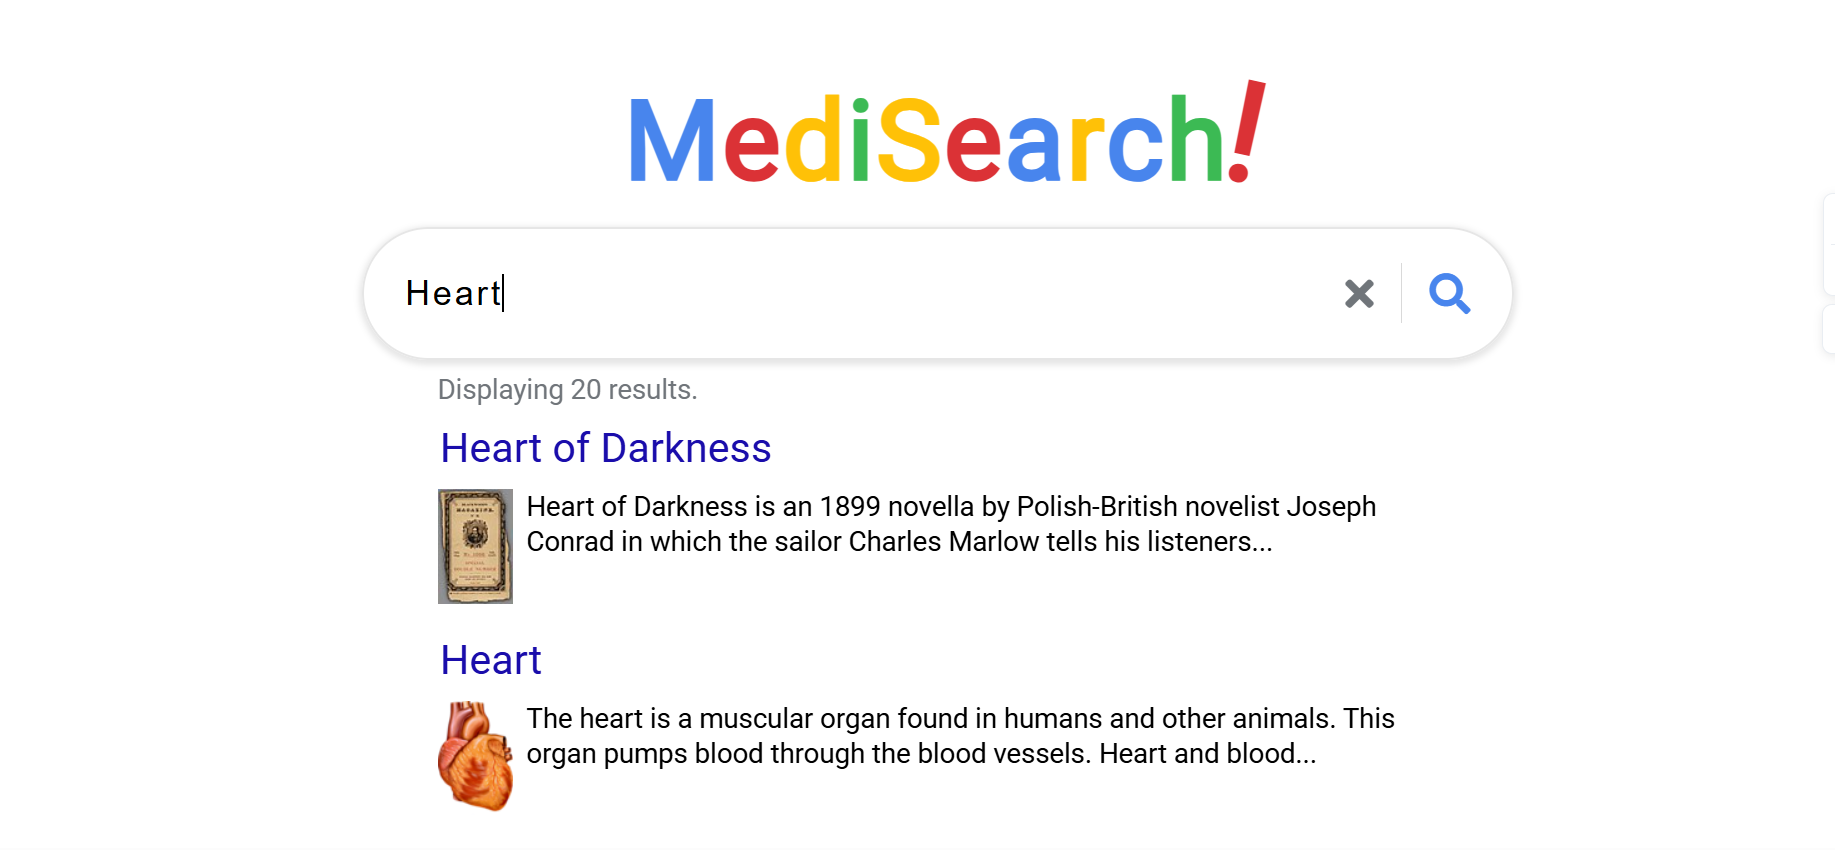 MediSearch!
Heart
Displaying 20 results.
Heart of Darkness
Heart of Darkness is an 1899 novella by Polish-British novelist Joseph
Conrad in which the sailor Charles Marlow tells his listeners...
Heart
The heart is a muscular organ found in humans and other animals. This
organ pumps blood through the blood vessels. Heart and blood...